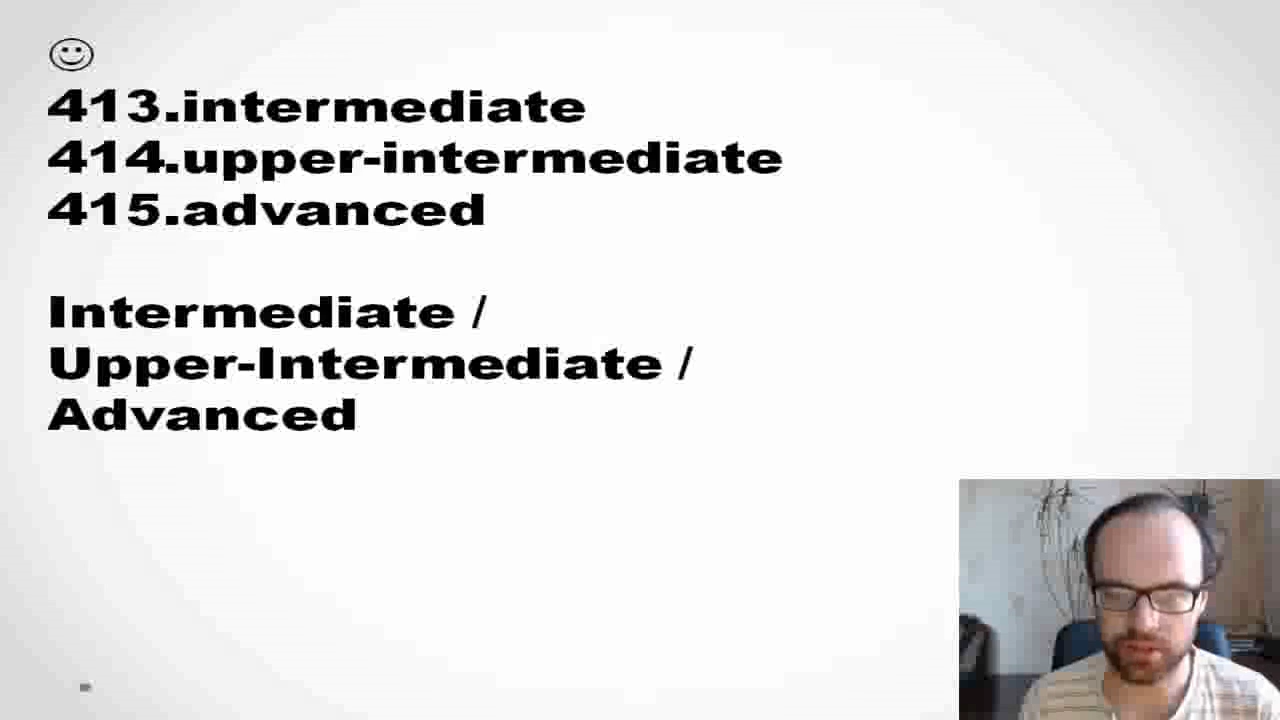 413.intermediate
414.upper-intermediate
415.advanced
Intermediate /
Upper-Intermediate /
Advanced